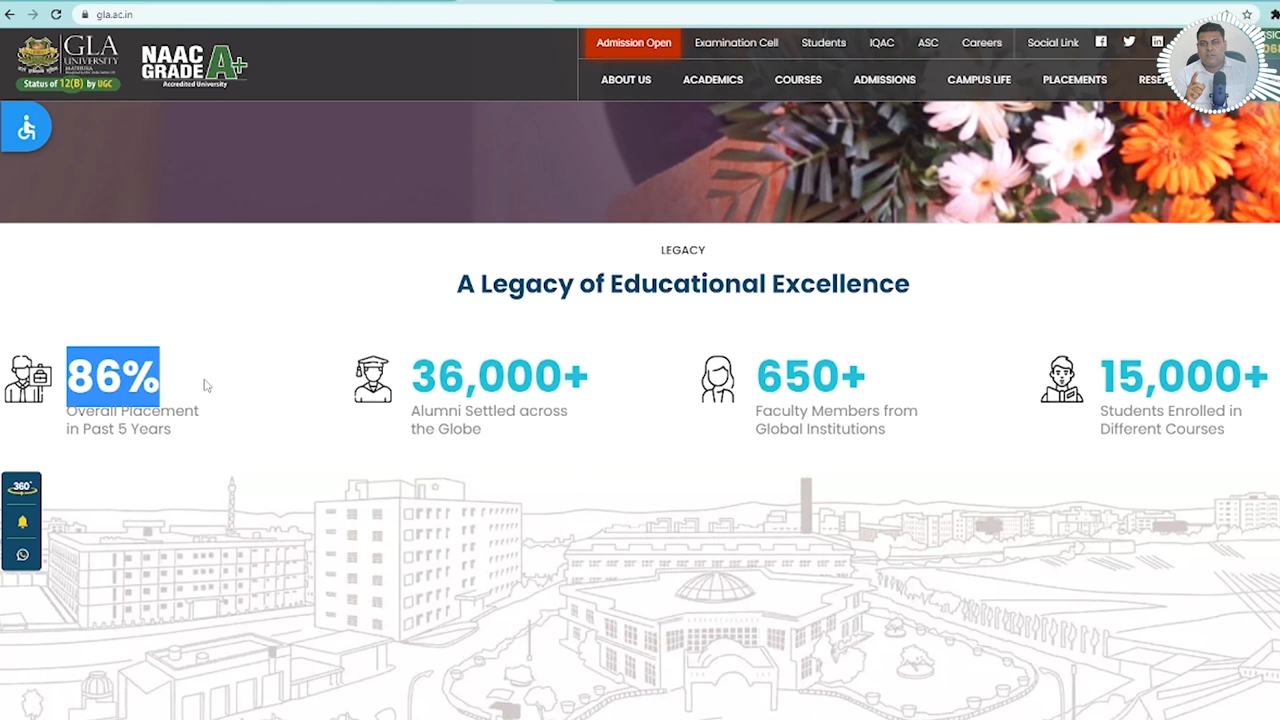 gla.ac.in
GLA
UNIVERSITY
MATHURA
Status of 12(B) by UGC
NAAC
GRADE A+
Accredited University
Admission Open
Examination Cell
Students
IQAC
ASC
Careers
Social Link
ABOUT US
ACADEMICS
COURSES
ADMISSIONS
CAMPUS LIFE
PLACEMENTS
LEGACY
A Legacy of Educational Excellence
86%
Overall Placement
in Past 5 Years
36,000+
Alumni Settled across
the Globe
650+
Faculty Members from
Global Institutions
15,000+
Students Enrolled in
Different Courses
360°